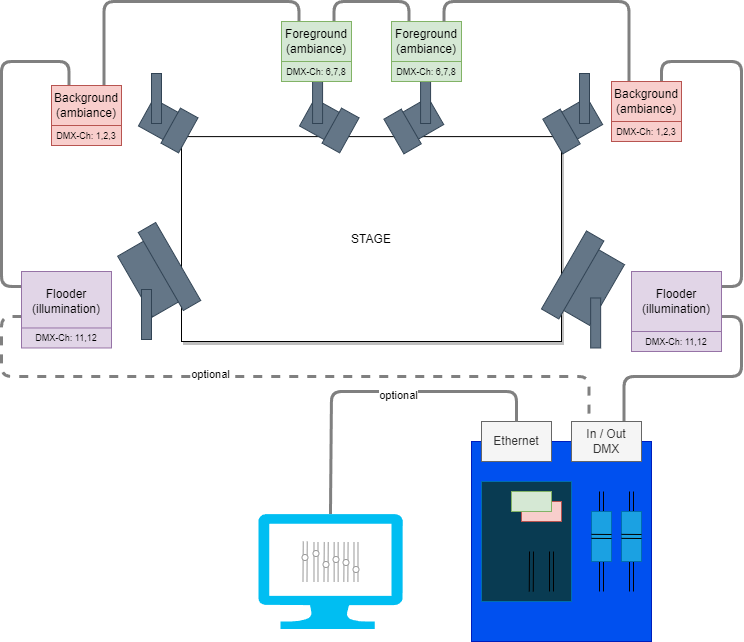 Foreground
(ambiance)
DMX-Ch: 6,7,8
Foreground
(ambiance)
DMX-Ch: 6,7,8
Background
(ambiance)
DMX-Ch: 1,2,3
Background
(ambiance)
DMX-Ch: 1,2,3
STAGE
Flooder
(illumination)
DMX-Ch: 11,12
Flooder
(illumination)
DMX-Ch: 11,12
optional
optional
Ethernet
In / Out
DMX